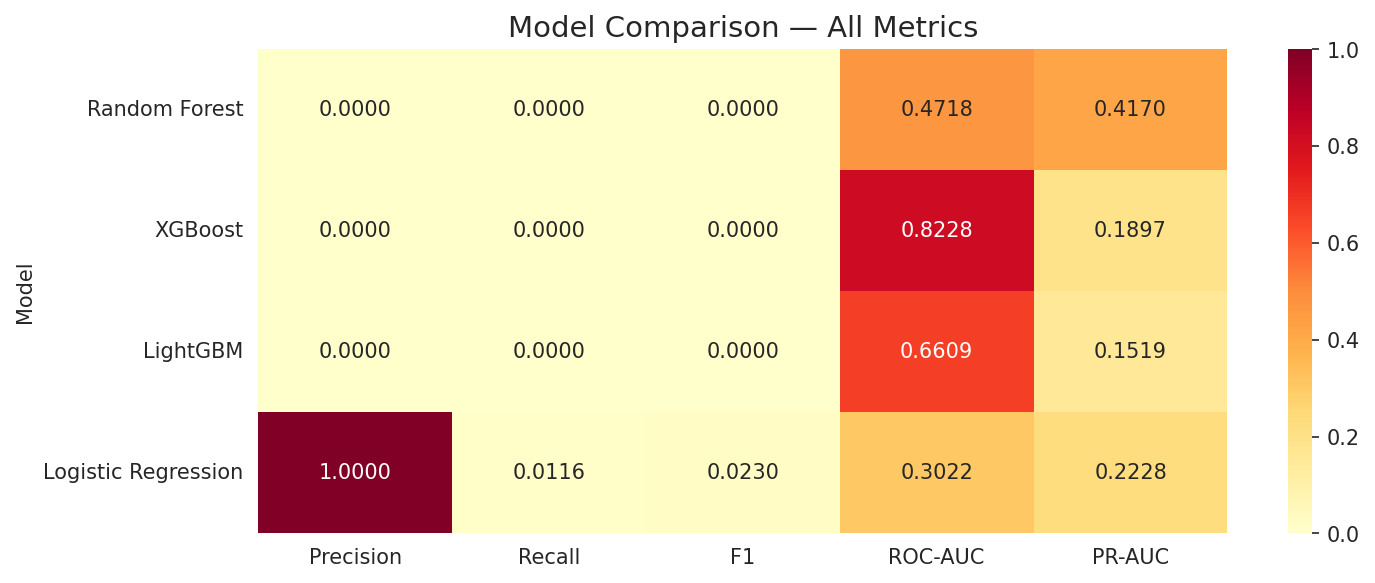 Model Comparison — All Metrics
Model
Random Forest 0.0000 0.0000 0.0000 0.4718 0.4170
XGBoost 0.0000 0.0000 0.0000 0.8228 0.1897
LightGBM 0.0000 0.0000 0.0000 0.6609 0.1519
Logistic Regression 1.0000 0.0116 0.0230 0.3022 0.2228
Precision Recall F1 ROC-AUC PR-AUC
1.0
0.8
0.6
0.4
0.2
0.0